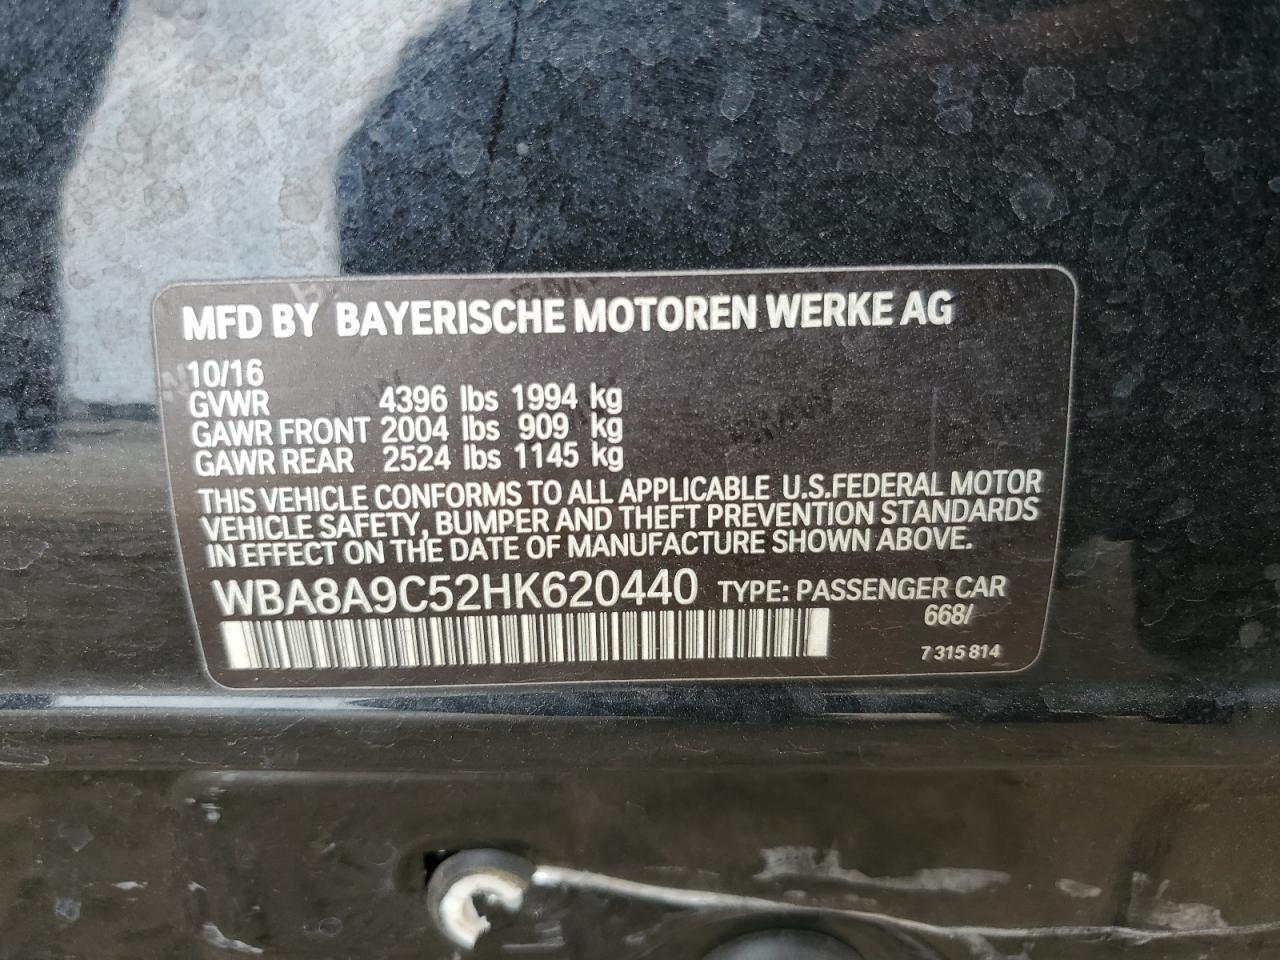 MFD BY BAYERISCHE MOTOREN WERKE AG
10/16
GVWR 4396 lbs 1994 kg
GAWR FRONT 2004 lbs 909 kg
GAWR REAR 2524 lbs 1145 kg
THIS VEHICLE CONFORMS TO ALL APPLICABLE U.S.FEDERAL MOTOR
VEHICLE SAFETY, BUMPER AND THEFT PREVENTION STANDARDS
IN EFFECT ON THE DATE OF MANUFACTURE SHOWN ABOVE.
WBA8A9C52HK620440 TYPE: PASSENGER CAR
668/
7 315 814